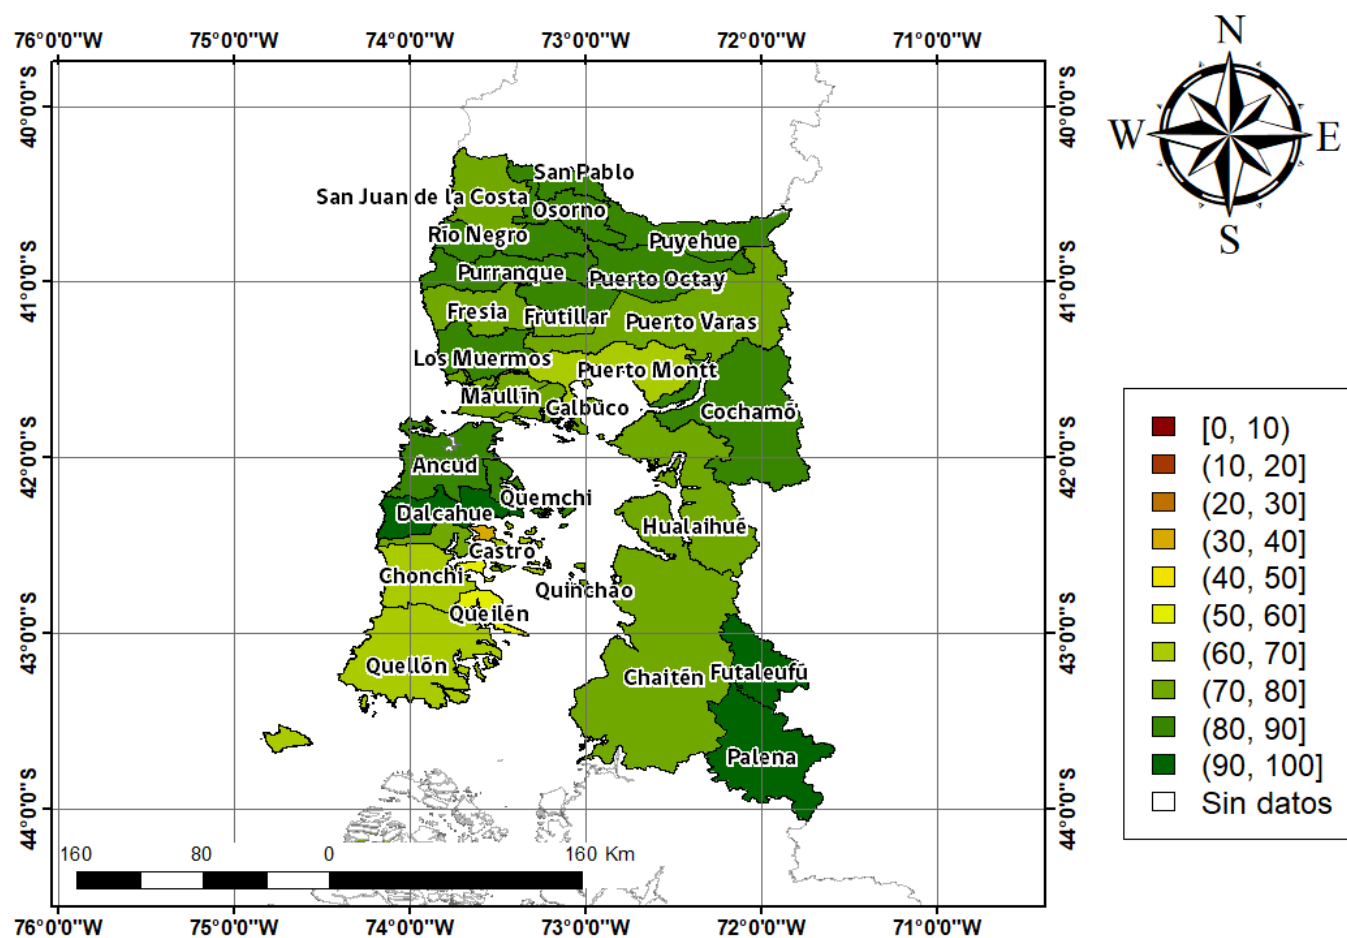 76°0'0"W 75°0'0"W 74°0'0"W 73°0'0"W 72°0'0"W 71°0'0"W
40°0'0"S 40°0'0"S
41°0'0"S 41°0'0"S
42°0'0"S 42°0'0"S
43°0'0"S 43°0'0"S
44°0'0"S 44°0'0"S
San Pablo
San Juan de la Costa
Osorno
Río Negro
Puyehue
Purranque
Puerto Octay
Fresia
Frutillar
Puerto Varas
Los Muermos
Puerto Montt
Maullín
Calbuco
Cochamó
Ancud
Quemchi
Dalcahue
Hualaihué
Castro
Chonchi
Quinchao
Queilén
Quellón
Chaitén
Futaleufú
Palena
160 80 0 160 Km
76°0'0"W 75°0'0"W 74°0'0"W 73°0'0"W 72°0'0"W 71°0'0"W
N
W E
S
[0, 10)
(10, 20]
(20, 30]
(30, 40]
(40, 50]
(50, 60]
(60, 70]
(70, 80]
(80, 90]
(90, 100]
Sin datos